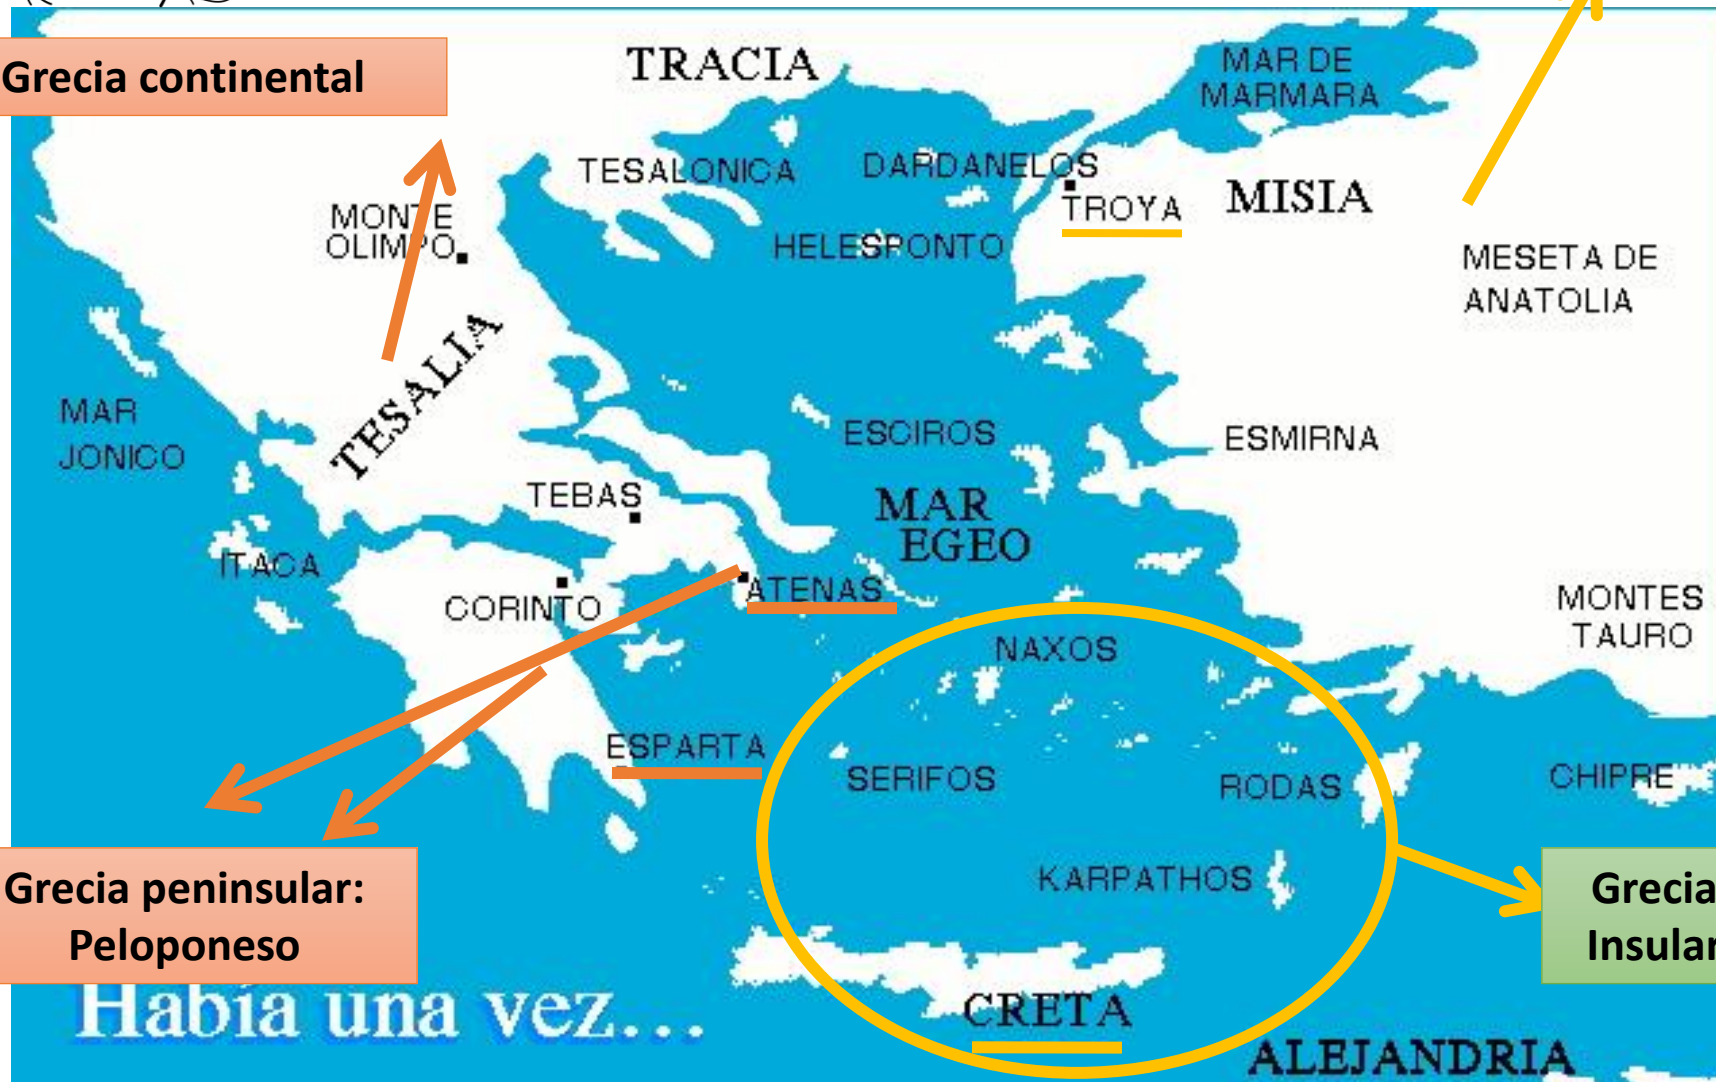 Grecia continental
TRACIA
MAR DE
MARMARA
TESALONICA
DARDANELOS
TROYA
MISIA
MONTE
OLIMPO
HELESPONTO
MESETA DE
ANATOLIA
TESALIA
MAR
JONICO
ESCIROS
ESMIRNA
TEBAS
MAR
EGEO
ITACA
CORINTO
ATENAS
MONTES
TAURO
NAXOS
ESPARTA
SERIFOS
RODAS
CHIPRE
KARPATHOS
Grecia peninsular:
Peloponeso
Grecia
Insular
Había una vez...
CRETA
ALEJANDRIA